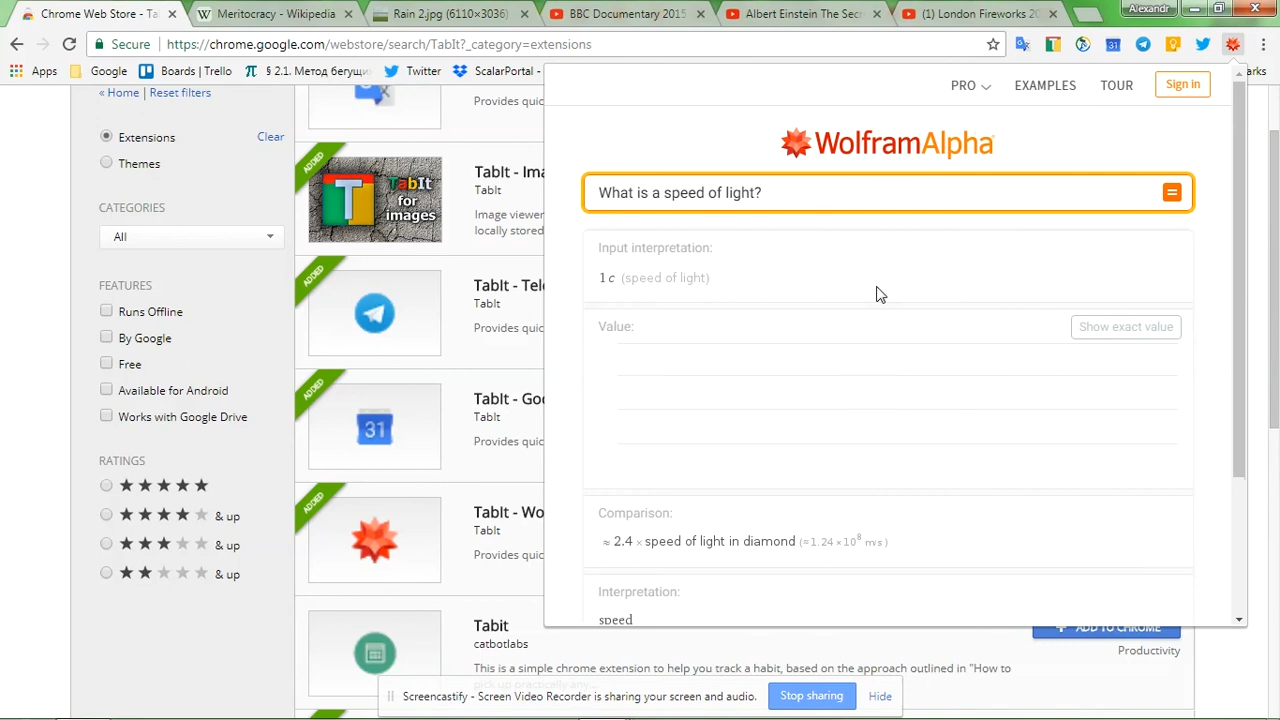 Chrome Web Store - Ta
Meritocracy - Wikipedia
Rain 2.jpg (6110×3036
BBC Documentary 2015
Albert Einstein The Secr
(1) London Fireworks 20
Alexandr
Secure
https://chrome.google.com/webstore/search/TabIt?_category=extensions
Apps
Google
Boards | Trello
§ 2.1. Метод бегущи
Twitter
ScalarPortal -
arks
« Home
Reset filters
Extensions
Clear
Themes
CATEGORIES
All
FEATURES
Runs Offline
By Google
Free
Available for Android
Works with Google Drive
RATINGS
& up
& up
& up
Provides quic
ADDED
TabIt for images
TabIt - Ima
TabIt
Image viewer
locally stored
ADDED
TabIt - Tele
TabIt
Provides quic
ADDED
31
TabIt - Goo
TabIt
Provides quic
ADDED
TabIt - Wo
TabIt
Provides quic
Tabit
catbotlabs
This is a simple chrome extension to help you track a habit, based on the approach outlined in "How to
pick up practically any
ADD TO CHROME
Productivity
PRO
EXAMPLES
TOUR
Sign in
WolframAlpha
What is a speed of light?
Input interpretation:
1 c (speed of light)
Value:
Show exact value
Comparison:
≈ 2.4 × speed of light in diamond (≈1.24×10⁸ m/s)
Interpretation:
speed
Screencastify - Screen Video Recorder is sharing your screen and audio.
Stop sharing
Hide